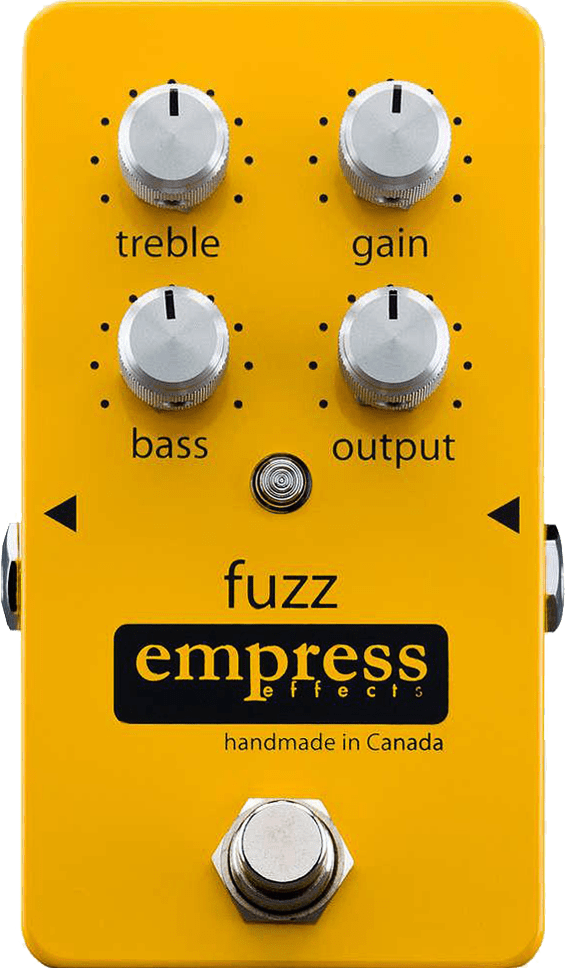 treble gain
bass output
fuzz
empress
effects
handmade in Canada